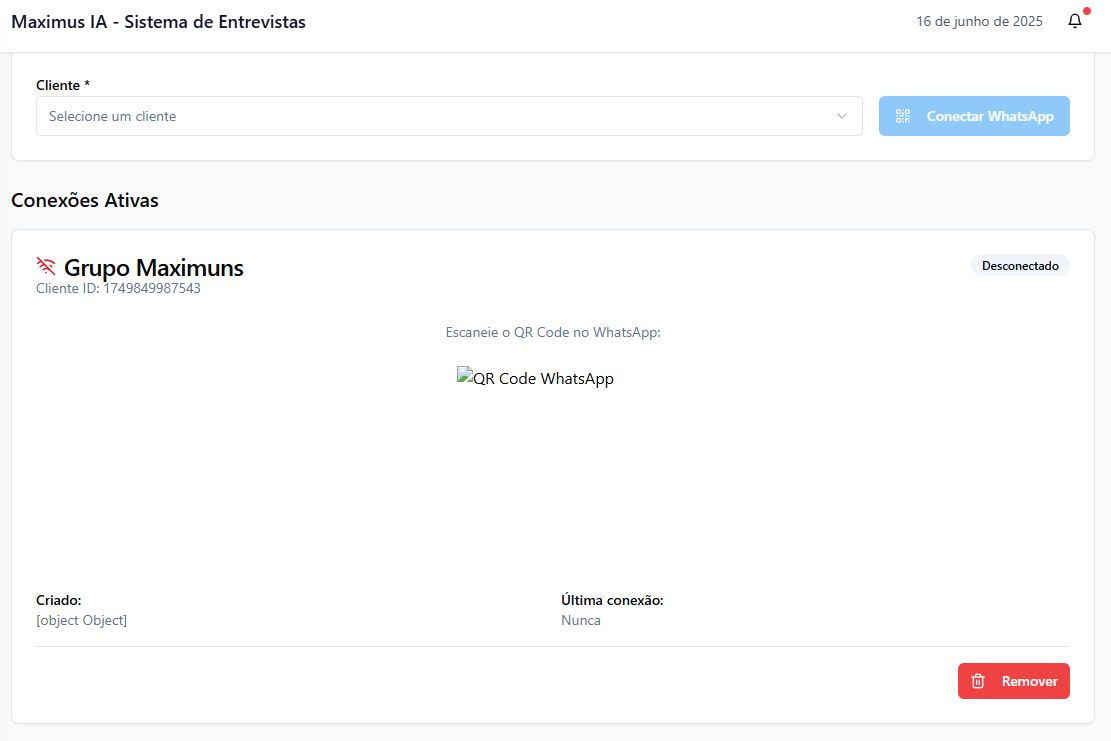 Maximus IA - Sistema de Entrevistas
16 de junho de 2025
Cliente *
Selecione um cliente
Conectar WhatsApp
Conexões Ativas
Grupo Maximuns
Desconectado
Cliente ID: 1749849987543
Escaneie o QR Code no WhatsApp:
QR Code WhatsApp
Criado:
[object Object]
Última conexão:
Nunca
Remover